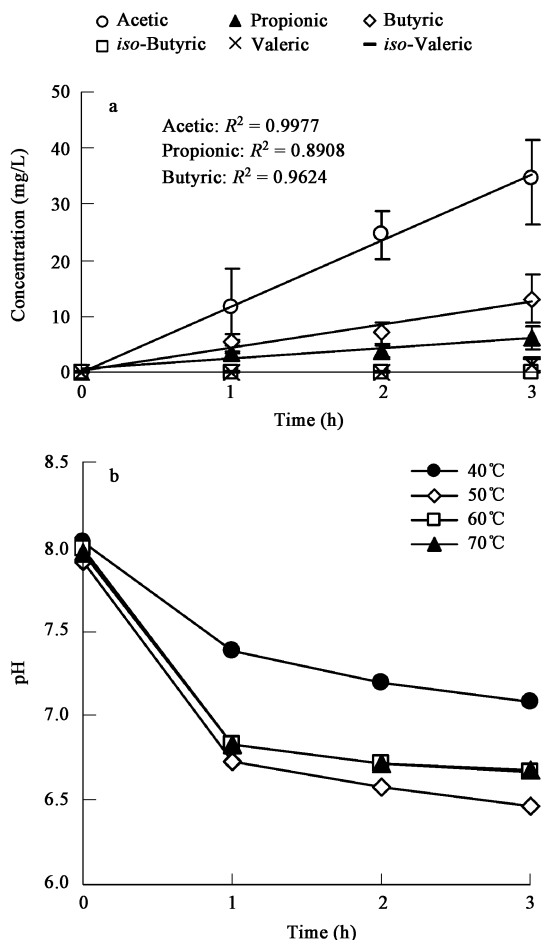 Acetic Propionic Butyric
iso-Butyric Valeric iso-Valeric
a
Acetic: R² = 0.9977
Propionic: R² = 0.8908
Butyric: R² = 0.9624
Concentration (mg/L)
50
40
30
20
10
0
0 1 2 3
Time (h)
b
40℃
50℃
60℃
70℃
pH
8.5
8.0
7.5
7.0
6.5
6.0
0 1 2 3
Time (h)